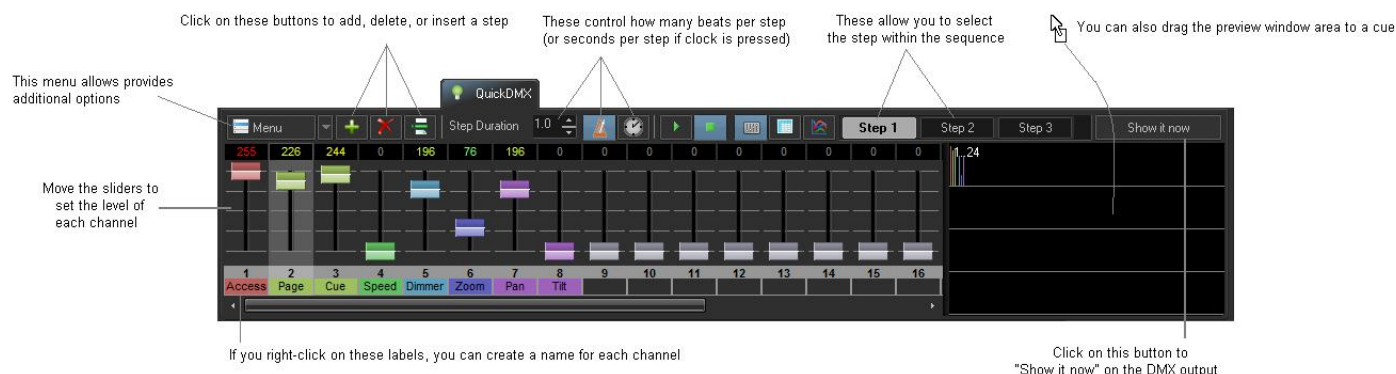 Click on these buttons to add, delete, or insert a step
These control how many beats per step
(or seconds per step if clock is pressed)
These allow you to select
the step within the sequence
You can also drag the preview window area to a cue
This menu allows provides
additional options
QuickDMX
Menu
Step Duration
1.0
Step 1
Step 2
Step 3
Show it now
255 226 244 0 196 76 196 0 0 0 0 0 0 0 0 0
1..24
Move the sliders to
set the level of
each channel
1 2 3 4 5 6 7 8 9 10 11 12 13 14 15 16
Access Page Cue Speed Dimmer Zoom Pan Tilt
If you right-click on these labels, you can create a name for each channel
Click on this button to
"Show it now" on the DMX output